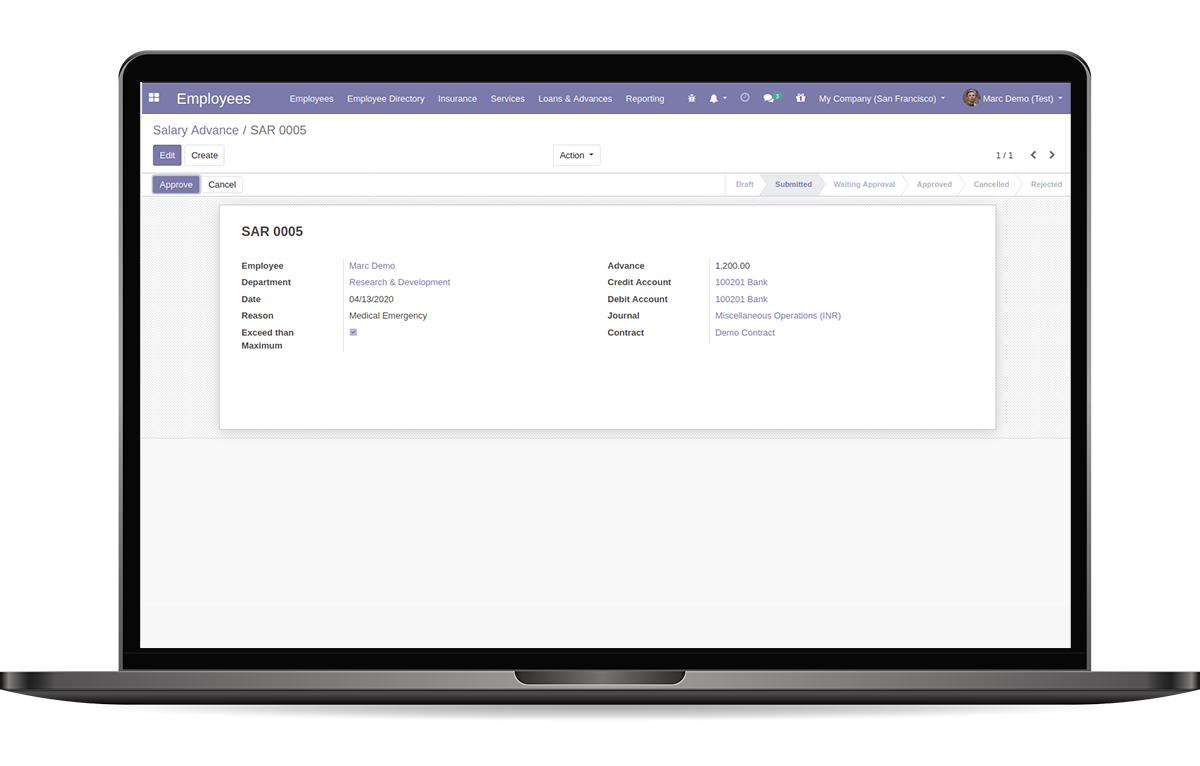 Employees Employees Employee Directory Insurance Services Loans & Advances Reporting 3 My Company (San Francisco) Marc Demo (Test)
Salary Advance / SAR 0005
Edit Create Action 1 / 1
Approve Cancel Draft Submitted Waiting Approval Approved Cancelled Rejected
SAR 0005
Employee Marc Demo Advance 1,200.00
Department Research & Development Credit Account 100201 Bank
Date 04/13/2020 Debit Account 100201 Bank
Reason Medical Emergency Journal Miscellaneous Operations (INR)
Exceed than Contract Demo Contract
Maximum